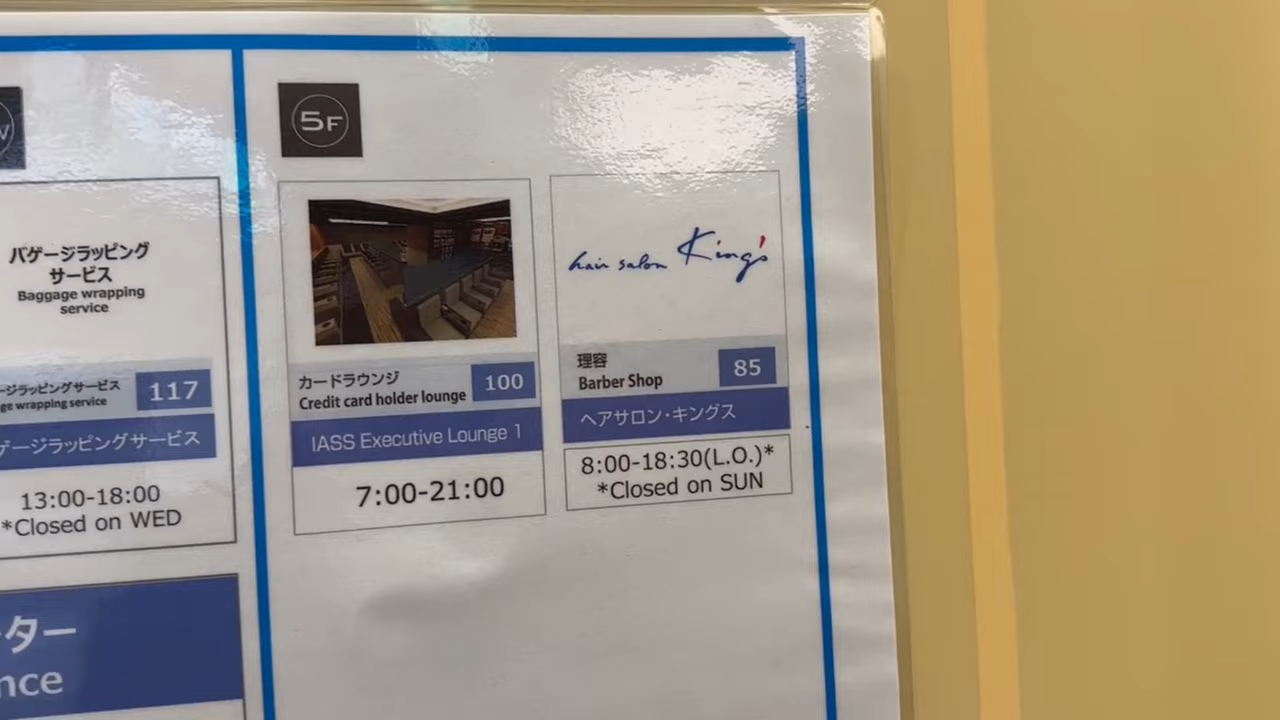 バゲージラッピング
サービス
Baggage wrapping
service
ージラッピングサービス
ge wrapping service
117
ゲージラッピングサービス
13:00-18:00
*Closed on WED
ター
nce
5F
カードラウンジ
Credit card holder lounge
100
IASS Executive Lounge 1
7:00-21:00
hair salon King's
理容
Barber Shop
85
ヘアサロン・キングス
8:00-18:30(L.O.)*
*Closed on SUN